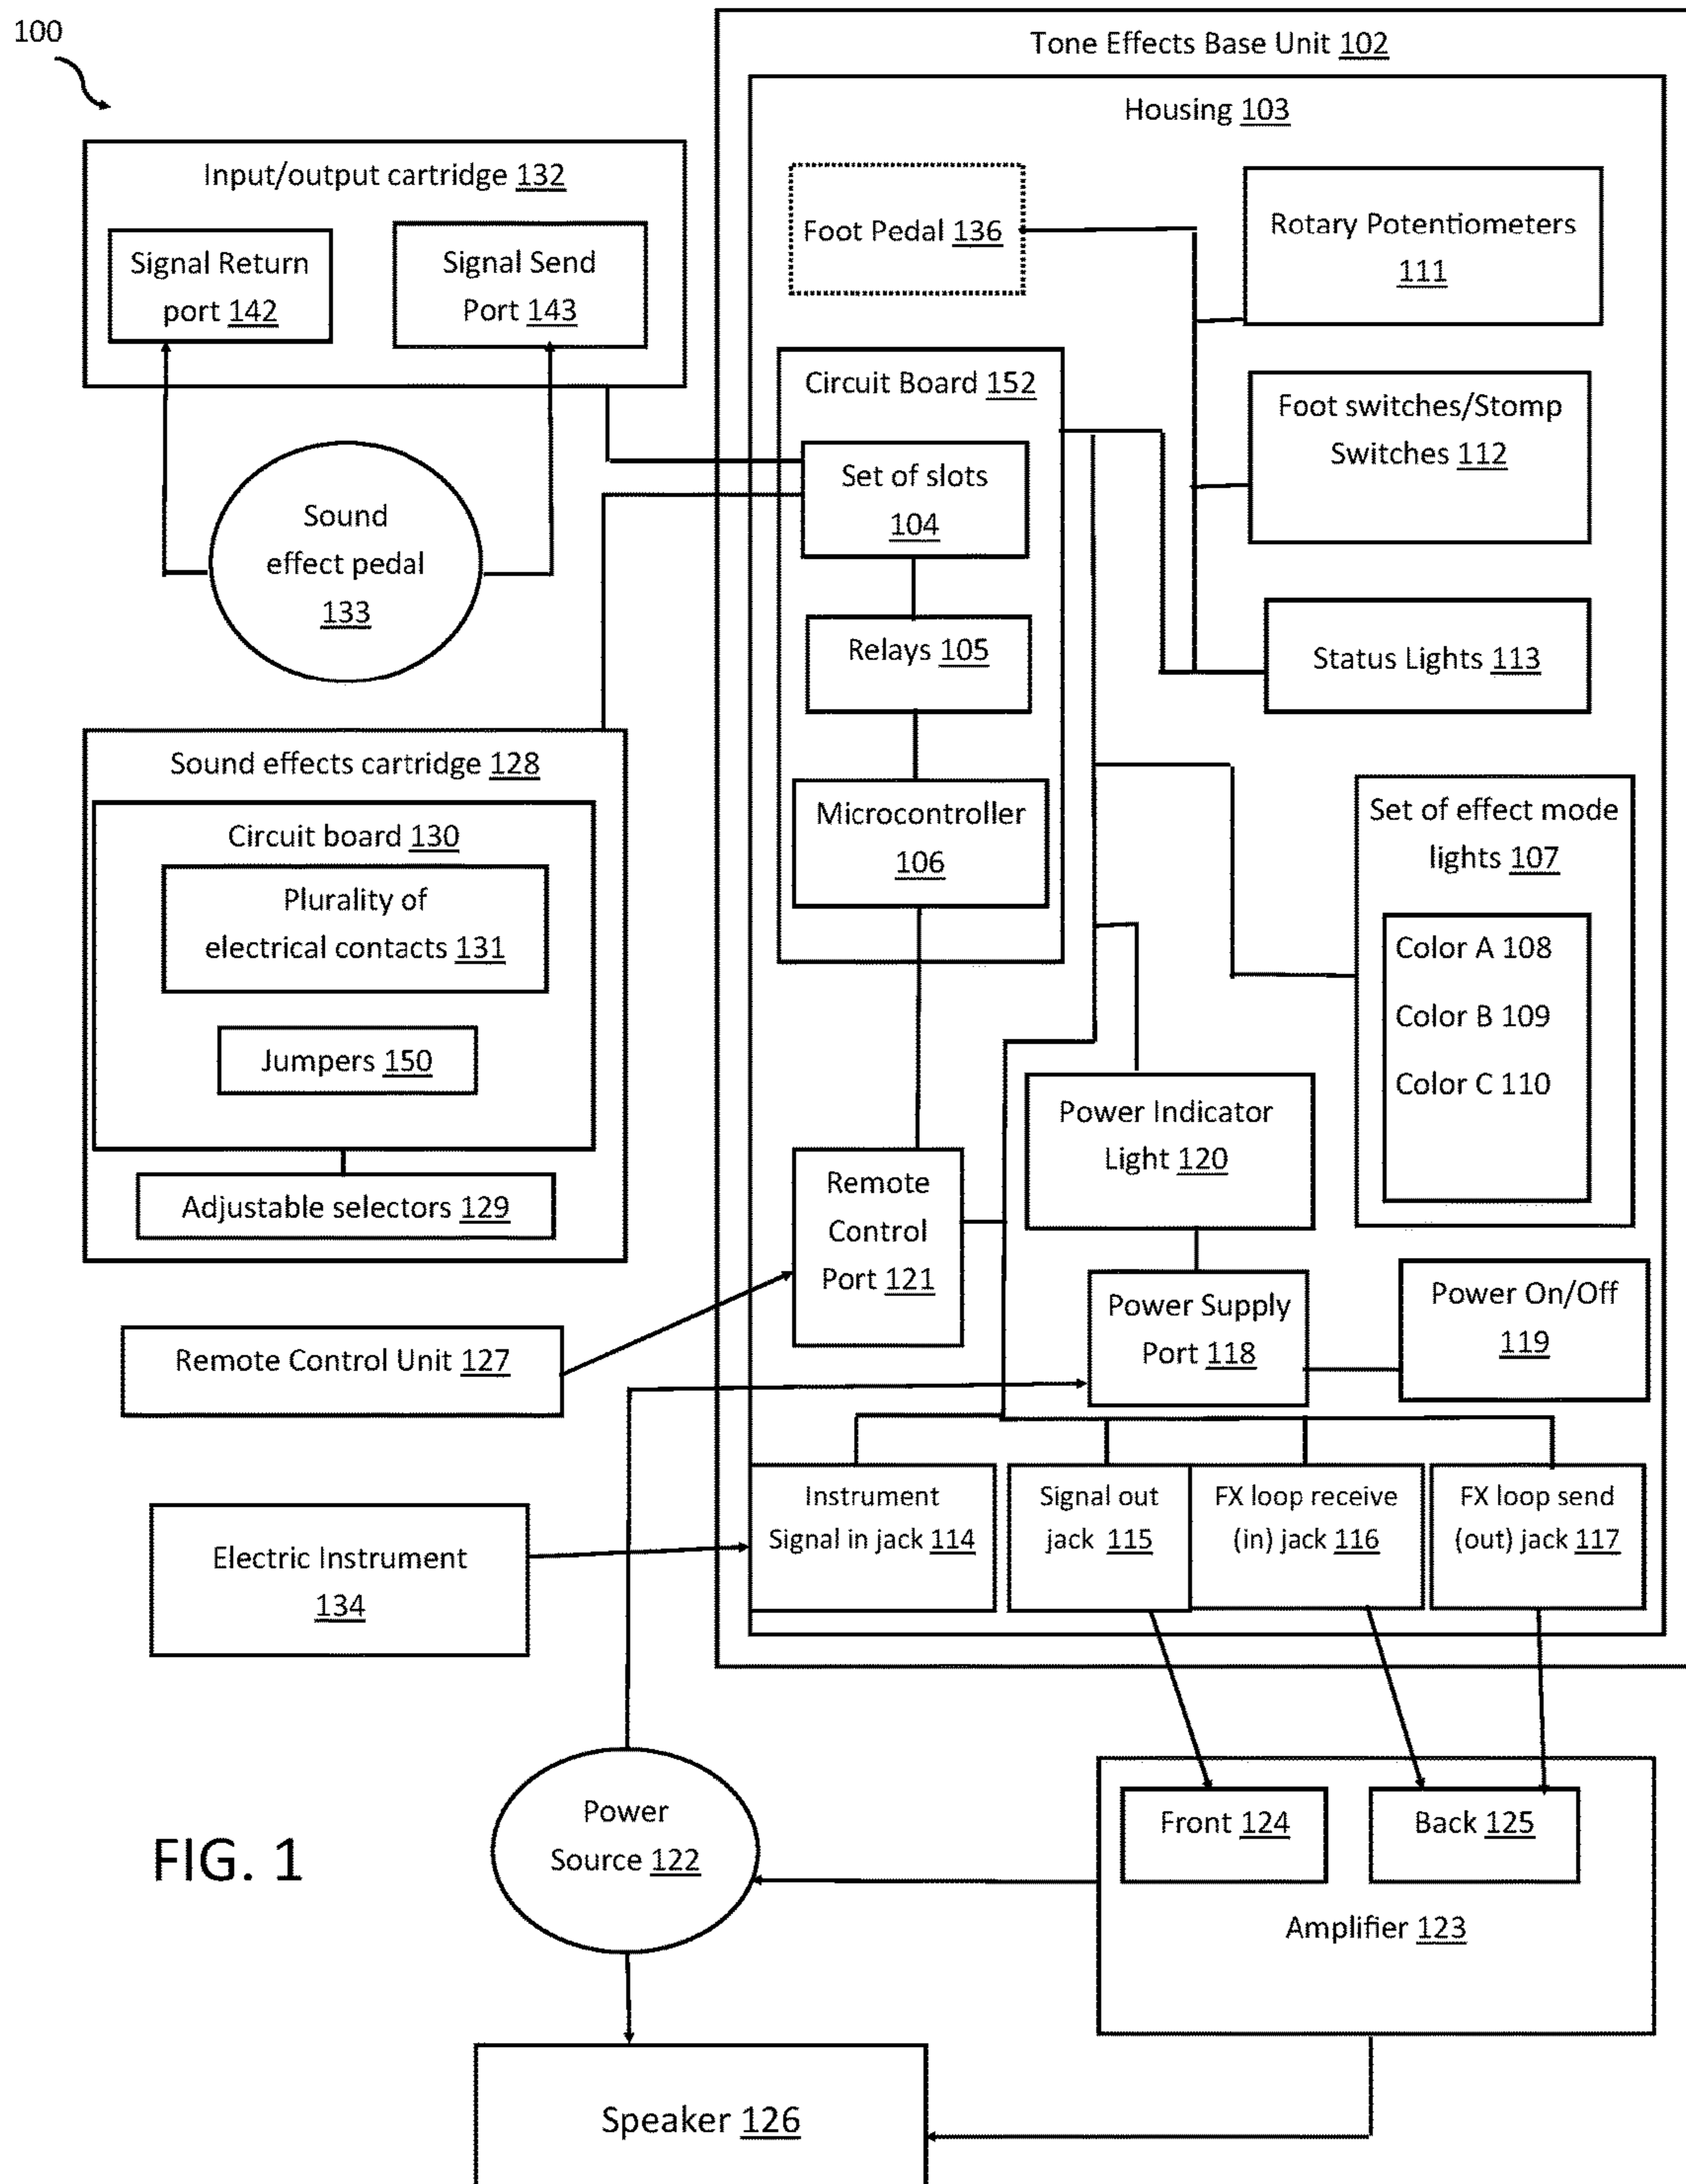 100
Tone Effects Base Unit 102
Housing 103
Input/output cartridge 132
Signal Return
port 142
Signal Send
Port 143
Foot Pedal 136
Rotary Potentiometers
111
Circuit Board 152
Foot switches/Stomp
Switches 112
Set of slots
104
Sound
effect pedal
133
Relays 105
Status Lights 113
Sound effects cartridge 128
Circuit board 130
Plurality of
electrical contacts 131
Jumpers 150
Adjustable selectors 129
Microcontroller
106
Set of effect mode
lights 107
Color A 108
Color B 109
Color C 110
Power Indicator
Light 120
Remote
Control
Port 121
Power Supply
Port 118
Power On/Off
119
Remote Control Unit 127
Instrument
Signal in jack 114
Signal out
jack 115
FX loop receive
(in) jack 116
FX loop send
(out) jack 117
Electric Instrument
134
Power
Source 122
Front 124
Back 125
Amplifier 123
FIG. 1
Speaker 126